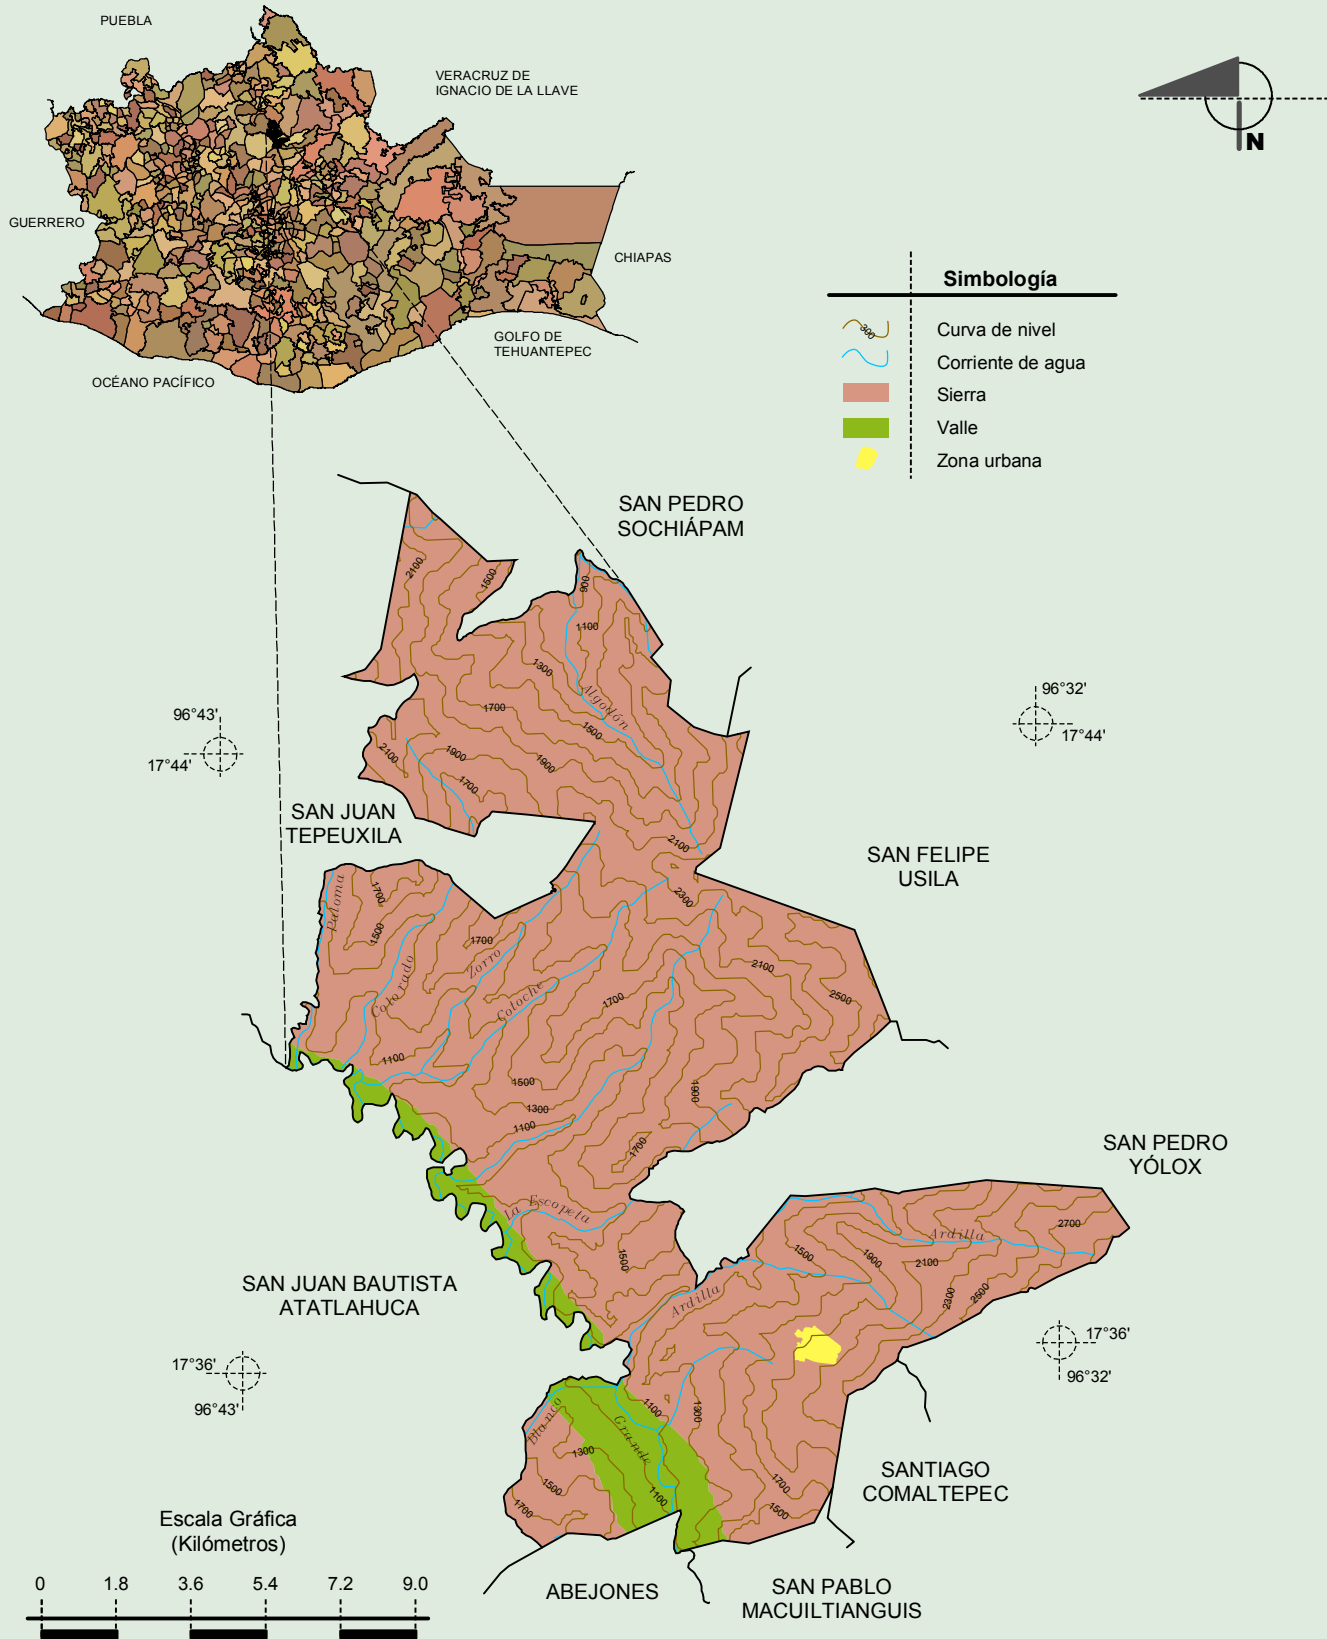 PUEBLA
VERACRUZ DE
IGNACIO DE LA LLAVE
GUERRERO
CHIAPAS
GOLFO DE
TEHUANTEPEC
OCÉANO PACÍFICO
N
Simbología
300
Curva de nivel
Corriente de agua
Sierra
Valle
Zona urbana
SAN PEDRO
SOCHIÁPAM
2100
1500
900
1100
1300
Algodón
1700
1500
96°43'
17°44'
96°32'
17°44'
2100
1900
1900
1700
SAN JUAN
TEPEUXILA
2100
SAN FELIPE
USILA
2300
Paloma
1700
1500
1700
Zorro
Colorado
Cotoche
1700
2100
2500
1100
1500
1300
1100
1900
1700
SAN PEDRO
YÓLOX
La Escopeta
1500
Ardilla
2700
1500
1900
2100
2300
2500
Ardilla
SAN JUAN BAUTISTA
ATATLAHUCA
17°36'
96°43'
17°36'
96°32'
Blanco
1100
Grande
1300
1300
1500
1700
1100
1700
1500
SANTIAGO
COMALTEPEC
ABEJONES
SAN PABLO
MACUILTIANGUIS
Escala Gráfica
(Kilómetros)
0 1.8 3.6 5.4 7.2 9.0